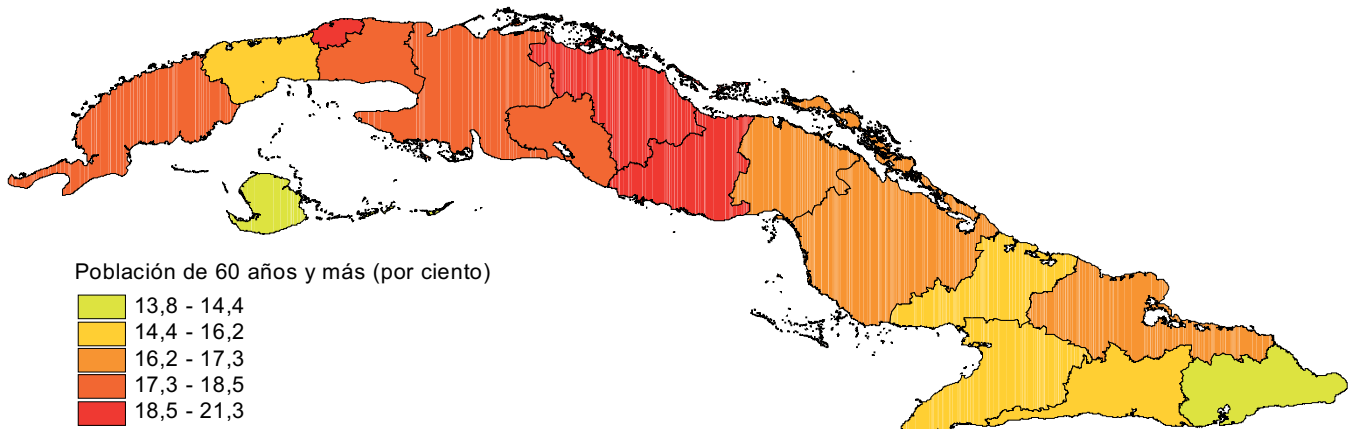 Población de 60 años y más (por ciento)
13,8 - 14,4
14,4 - 16,2
16,2 - 17,3
17,3 - 18,5
18,5 - 21,3